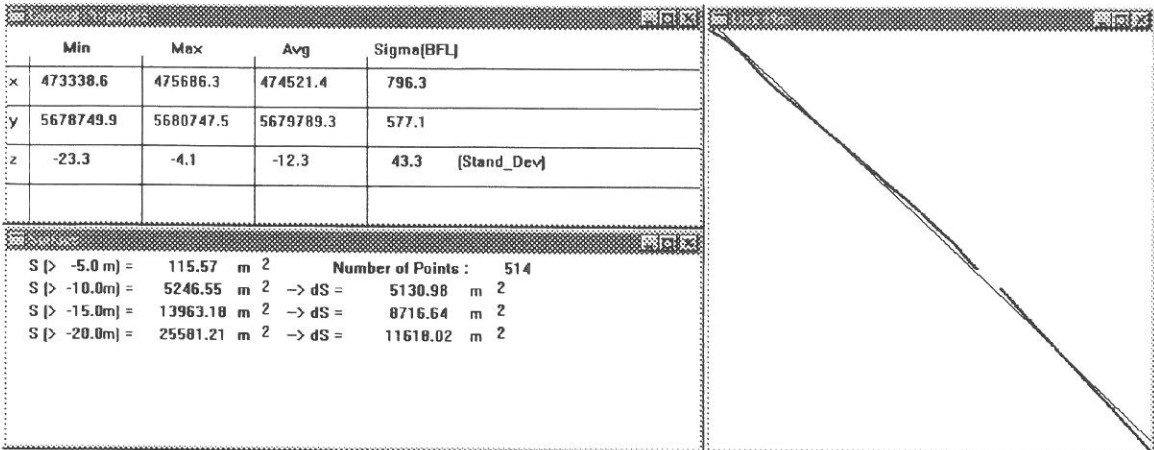 Min Max Avg Sigma(BFL)
x 473338.6 475686.3 474521.4 796.3
y 5678749.9 5680747.5 5679789.3 577.1
z -23.3 -4.1 -12.3 43.3 (Stand_Dev)
S (> -5.0 m) = 115.57 m 2 Number of Points : 514
S (> -10.0m) = 5246.55 m 2 -> dS = 5130.98 m 2
S (> -15.0m) = 13963.18 m 2 -> dS = 8716.64 m 2
S (> -20.0m) = 25581.21 m 2 -> dS = 11618.02 m 2